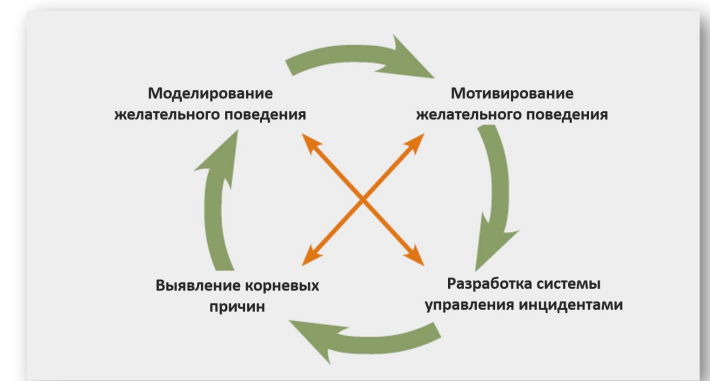 Моделирование
желательного поведения
Мотивирование
желательного поведения
Выявление корневых
причин
Разработка системы
управления инцидентами